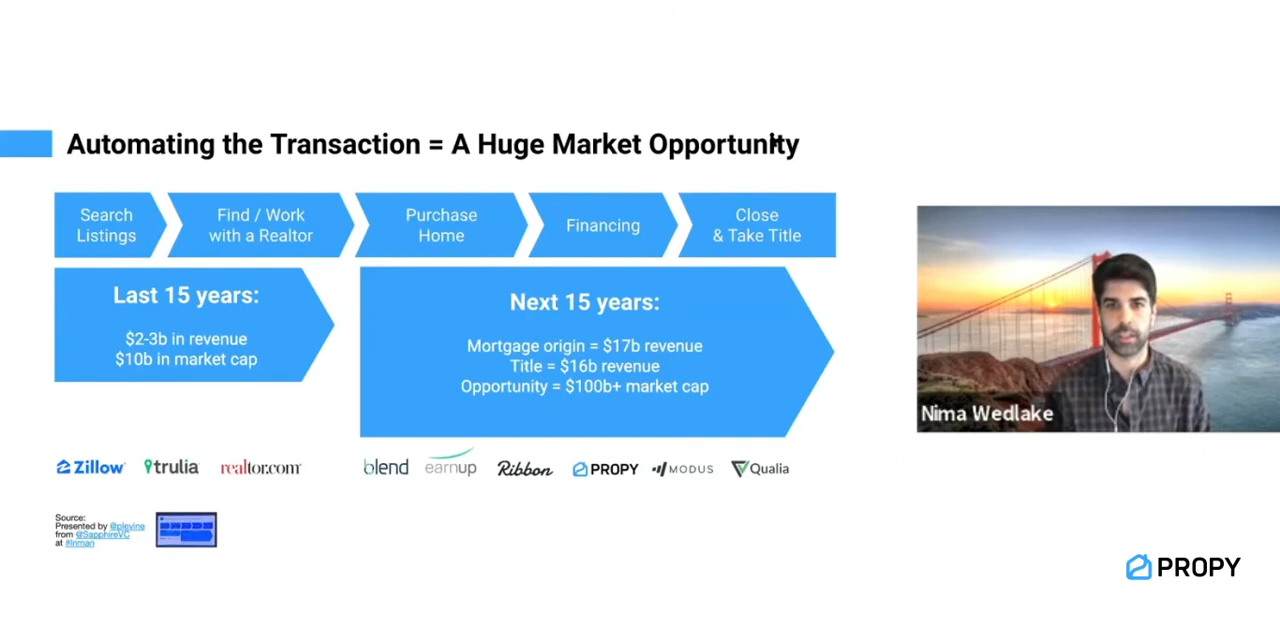 Automating the Transaction = A Huge Market Opportunity
Search
Listings
Find / Work
with a Realtor
Purchase
Home
Financing
Close
& Take Title
Last 15 years:
$2-3b in revenue
$10b in market cap
Next 15 years:
Mortgage origin = $17b revenue
Title = $16b revenue
Opportunity = $100b+ market cap
Nima Wedlake
Zillow
trulia
realtor.com
blend
earnup
Ribbon
PROPY
MODUS
Qualia
Source:
Presented by @plevine
from @SapphireVC
at #Inman
PROPY